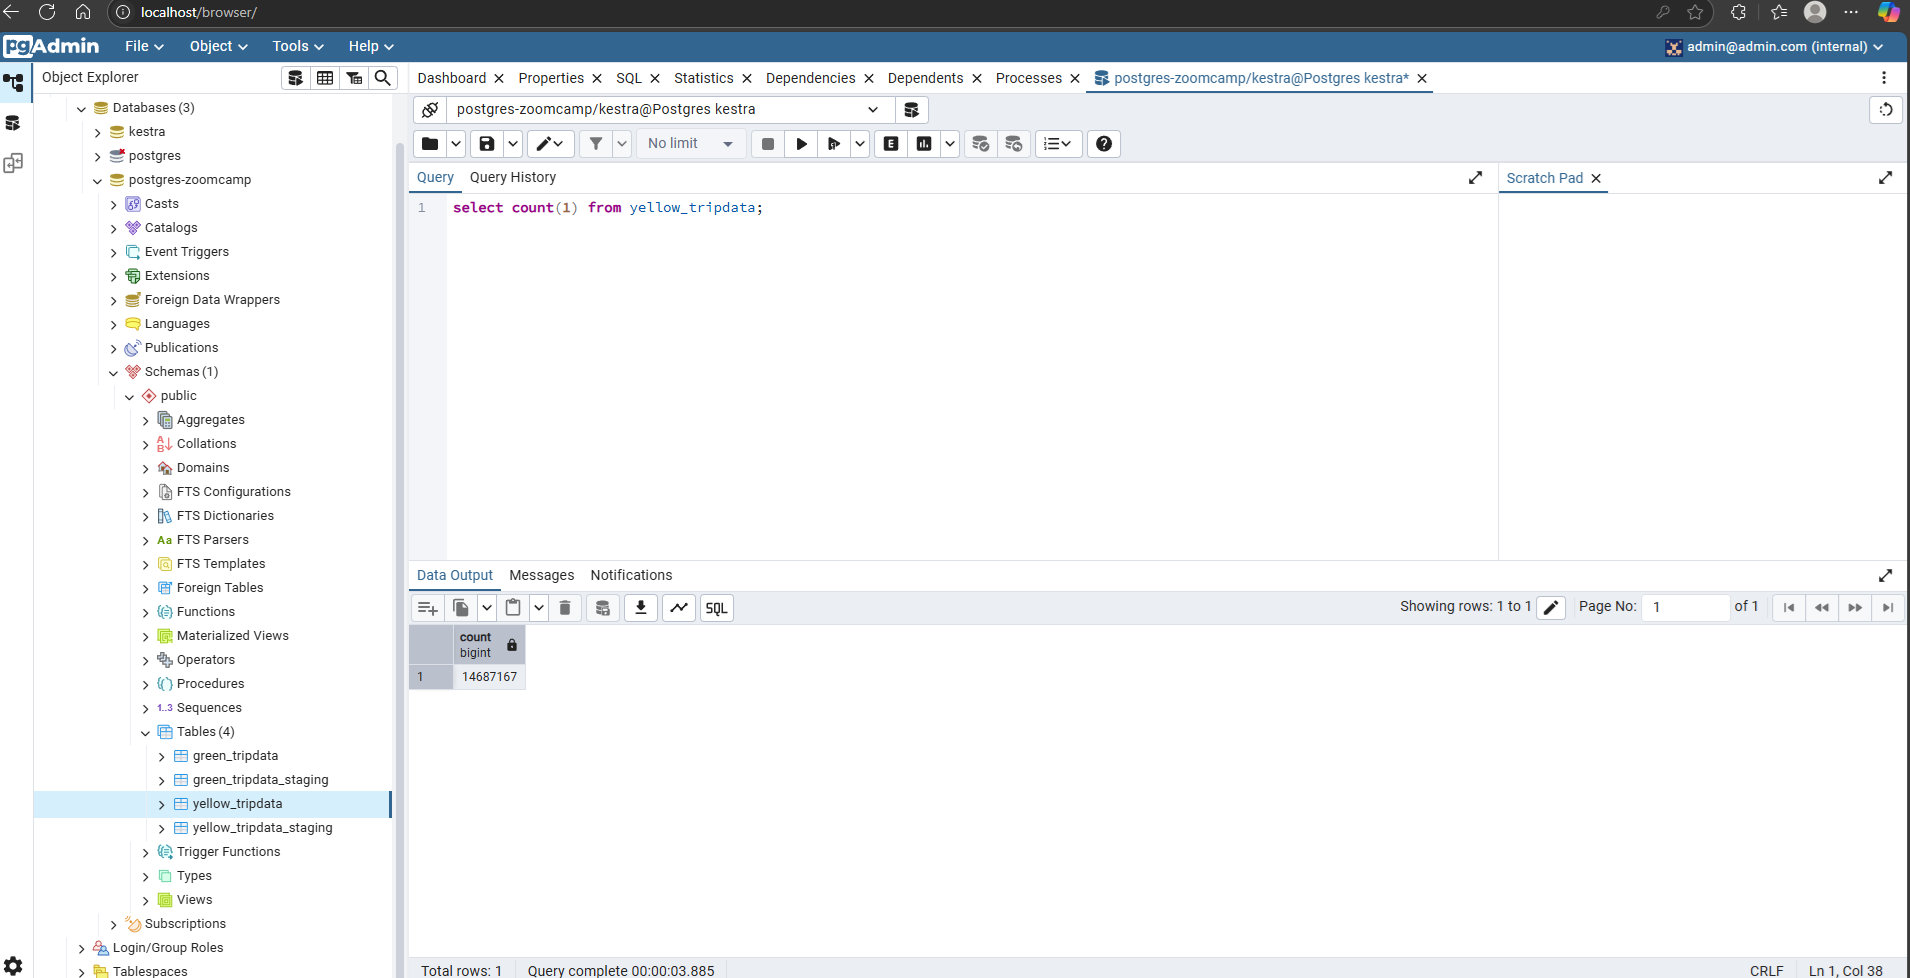 localhost/browser/
pgAdmin File Object Tools Help admin@admin.com (internal)
Object Explorer
Dashboard Properties SQL Statistics Dependencies Dependents Processes postgres-zoomcamp/kestra@Postgres kestra*
Databases (3)
kestra
postgres
postgres-zoomcamp
Casts
Catalogs
Event Triggers
Extensions
Foreign Data Wrappers
Languages
Publications
Schemas (1)
public
Aggregates
Collations
Domains
FTS Configurations
FTS Dictionaries
Aa FTS Parsers
FTS Templates
Foreign Tables
Functions
Materialized Views
Operators
Procedures
1..3 Sequences
Tables (4)
green_tripdata
green_tripdata_staging
yellow_tripdata
yellow_tripdata_staging
Trigger Functions
Types
Views
Subscriptions
Login/Group Roles
Tablespaces
postgres-zoomcamp/kestra@Postgres kestra
No limit E
Query Query History Scratch Pad
1 select count(1) from yellow_tripdata;
Data Output Messages Notifications
SQL Showing rows: 1 to 1 Page No: 1 of 1
count
bigint
1 14687167
Total rows: 1 Query complete 00:00:03.885 CRLF Ln 1, Col 38